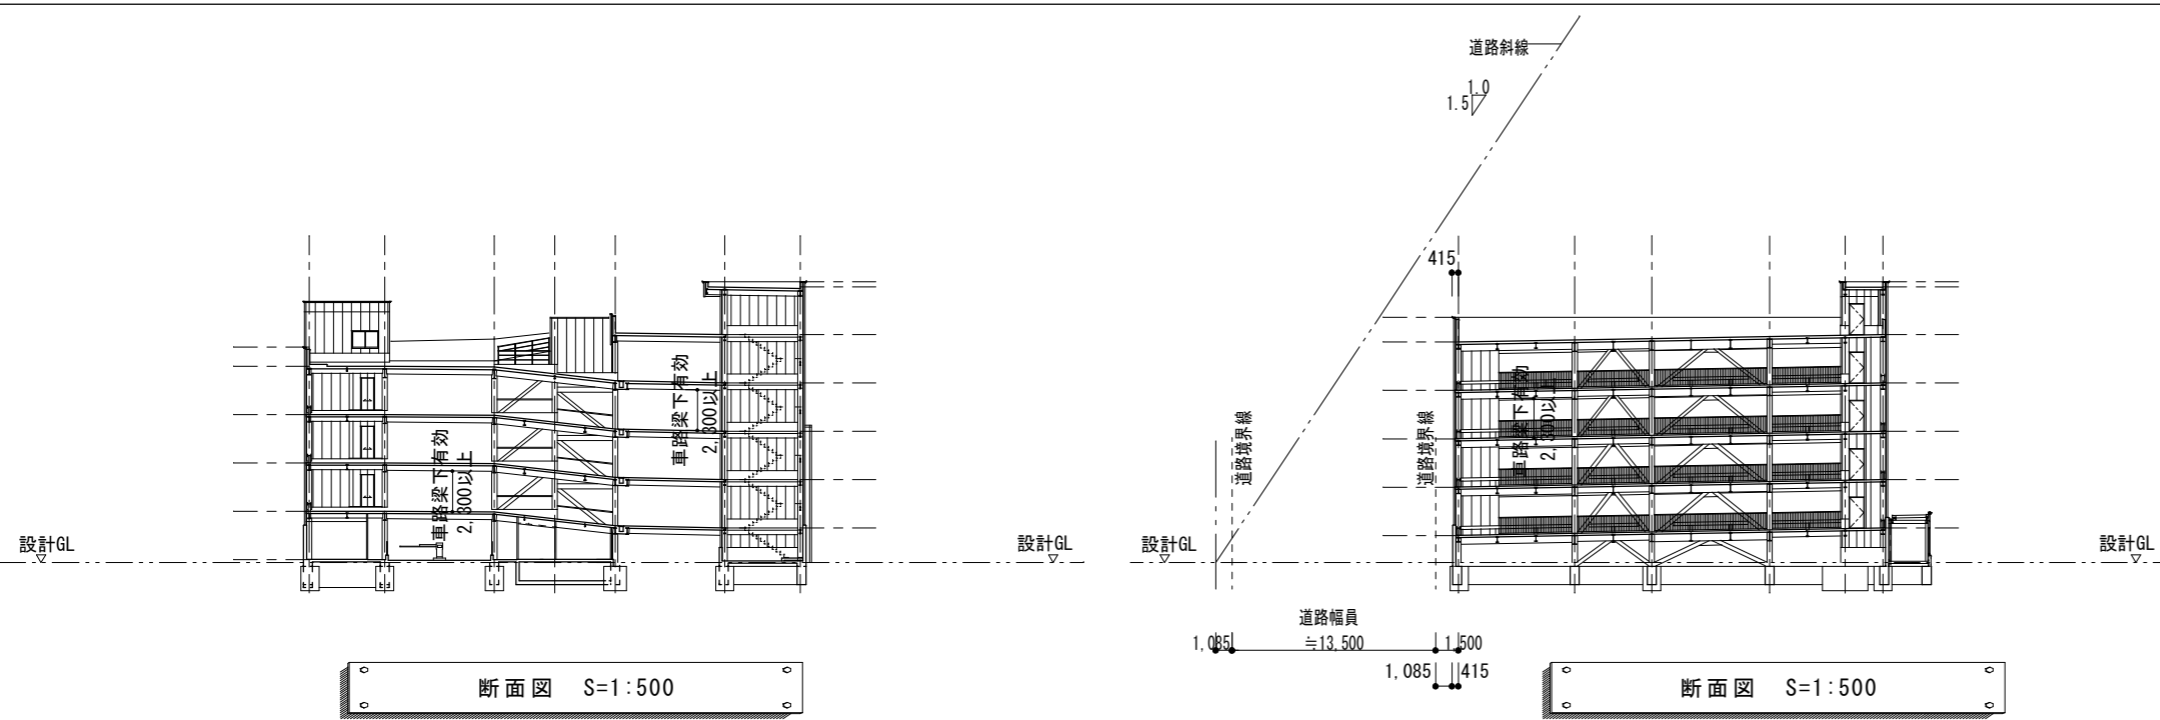 車路梁下有効
2,300以上
車路梁下有効
2,300以上
設計GL
設計GL
断面図 S=1:500
道路斜線
1.0
1.5
415
道路境界線
道路境界線
車路梁下有効
2,300以上
設計GL
設計GL
道路幅員
1,085
≒13,500
1,500
1,085
415
断面図 S=1:500